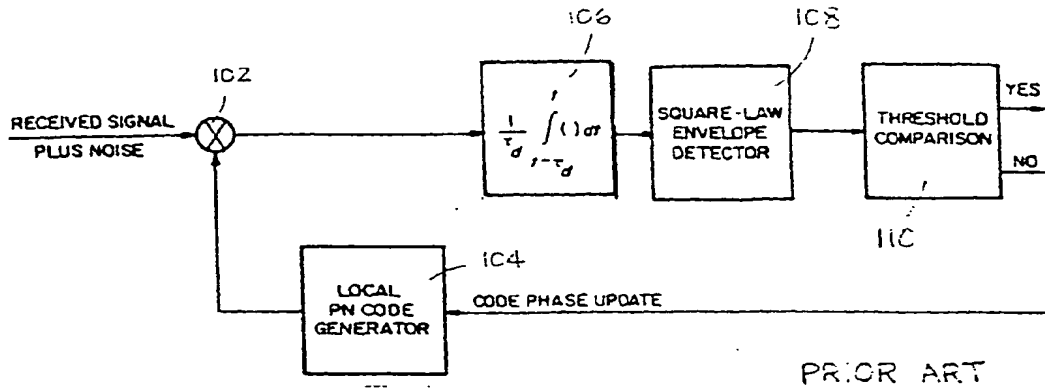 102
106
108
RECEIVED SIGNAL
PLUS NOISE
1/τd ∫ t t-τd ( ) dt
SQUARE-LAW
ENVELOPE
DETECTOR
THRESHOLD
COMPARISON
YES
NO
110
104
LOCAL
PN CODE
GENERATOR
CODE PHASE UPDATE
PRIOR ART